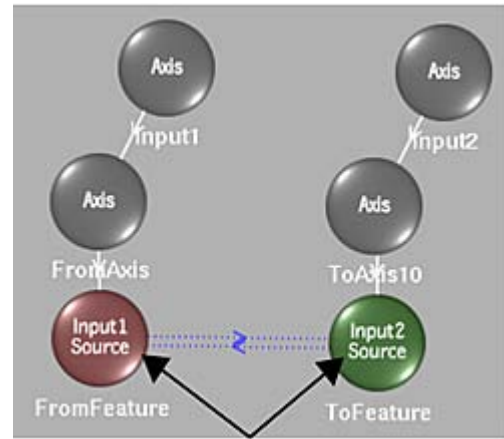 Axis
Axis
Input1
Input2
Axis
Axis
FromAxis
ToAxis10
Input1
Source
Input2
Source
FromFeature
ToFeature